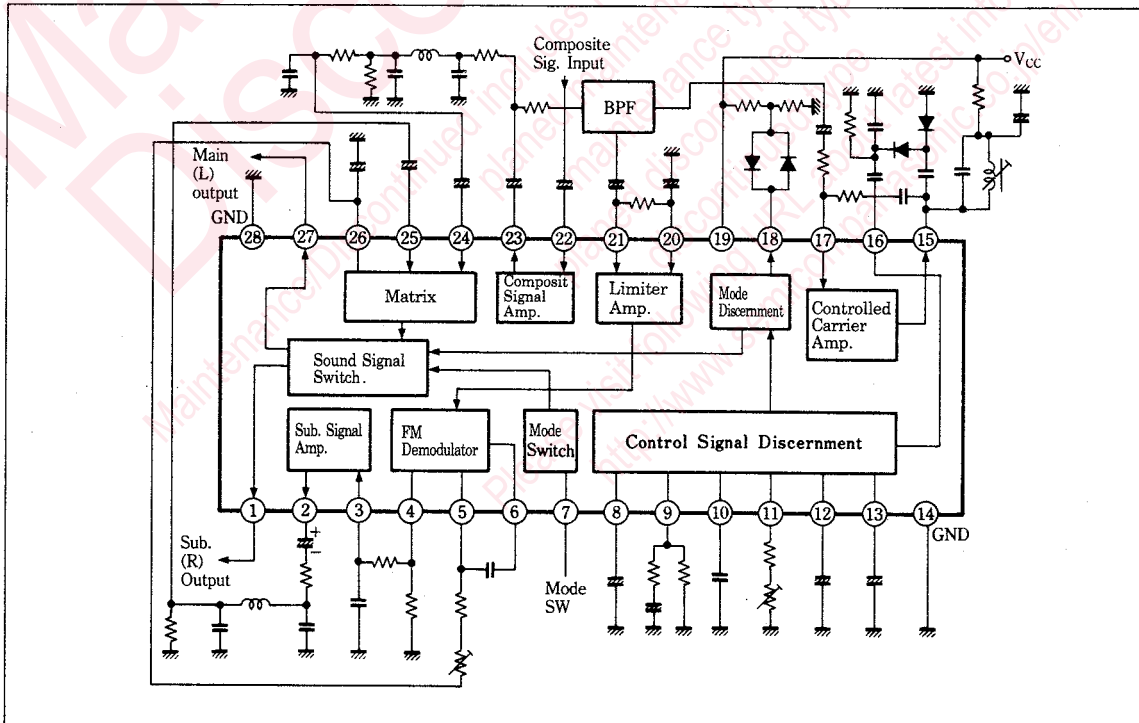 Composite
Sig. Input
BPF
VCC
Main
(L)
output
GND
28
27
26
25
24
23
22
21
20
19
18
17
16
15
Matrix
Composit
Signal
Amp.
Limiter
Amp.
Mode
Discernment
Controlled
Carrier
Amp.
Sound Signal
Switch.
Sub. Signal
Amp.
FM
Demodulator
Mode
Switch
Control Signal Discernment
1
2
3
4
5
6
7
8
9
10
11
12
13
14
GND
+
−
Sub.
(R)
Output
Mode
SW